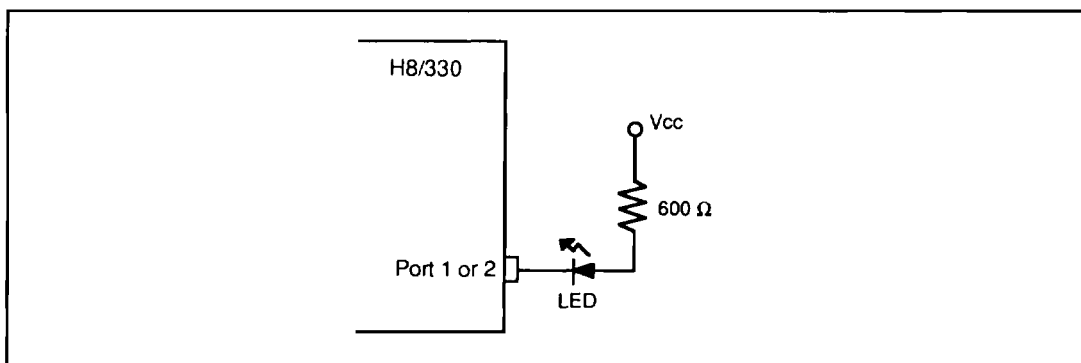 H8/330
Vcc
600 Ω
Port 1 or 2
LED